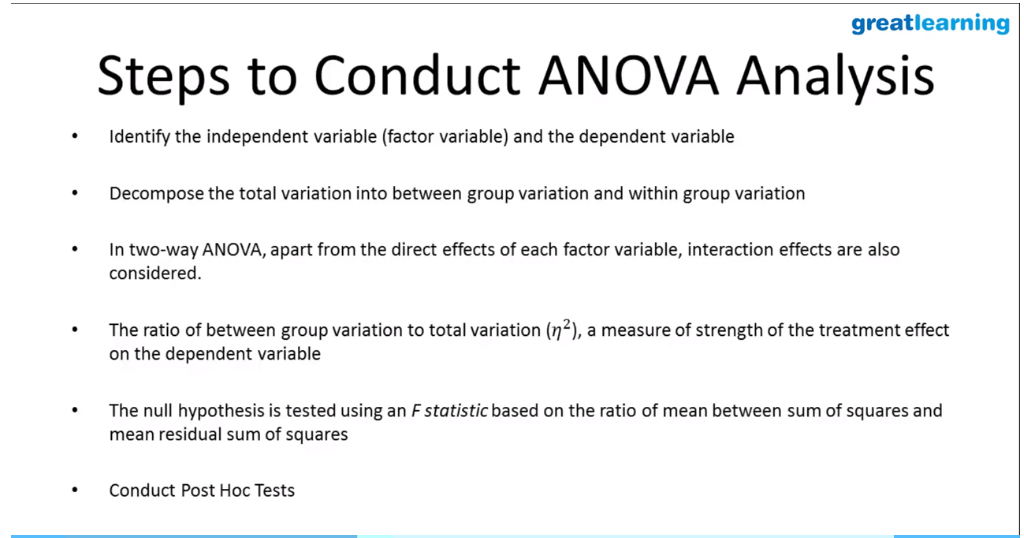 greatlearning
Steps to Conduct ANOVA Analysis
• Identify the independent variable (factor variable) and the dependent variable
• Decompose the total variation into between group variation and within group variation
• In two-way ANOVA, apart from the direct effects of each factor variable, interaction effects are also
considered.
• The ratio of between group variation to total variation (η²), a measure of strength of the treatment effect
on the dependent variable
• The null hypothesis is tested using an F statistic based on the ratio of mean between sum of squares and
mean residual sum of squares
• Conduct Post Hoc Tests